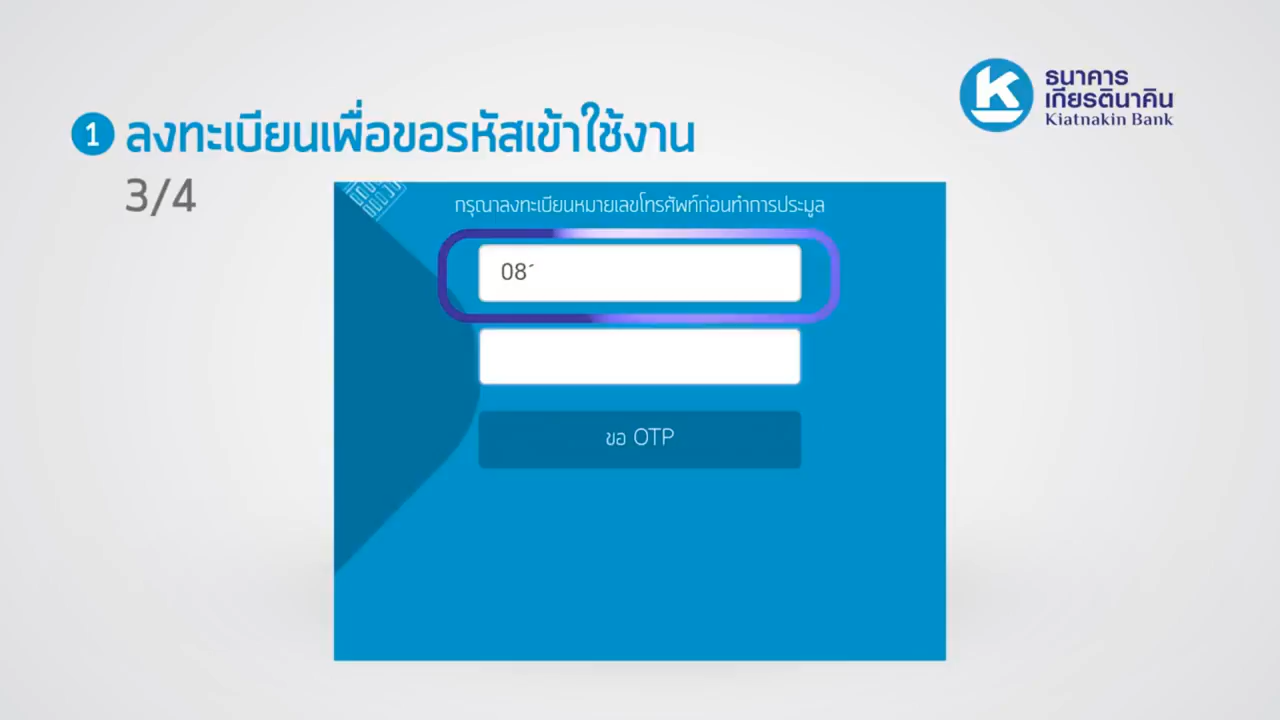 1 ลงทะเบียนเพื่อขอรหัสเข้าใช้งาน
3/4
ธนาคาร
เกียรตินาคิน
Kiatnakin Bank
กรุณาลงทะเบียนหมายเลขโทรศัพท์ก่อนทำการประมูล
08
ขอ OTP